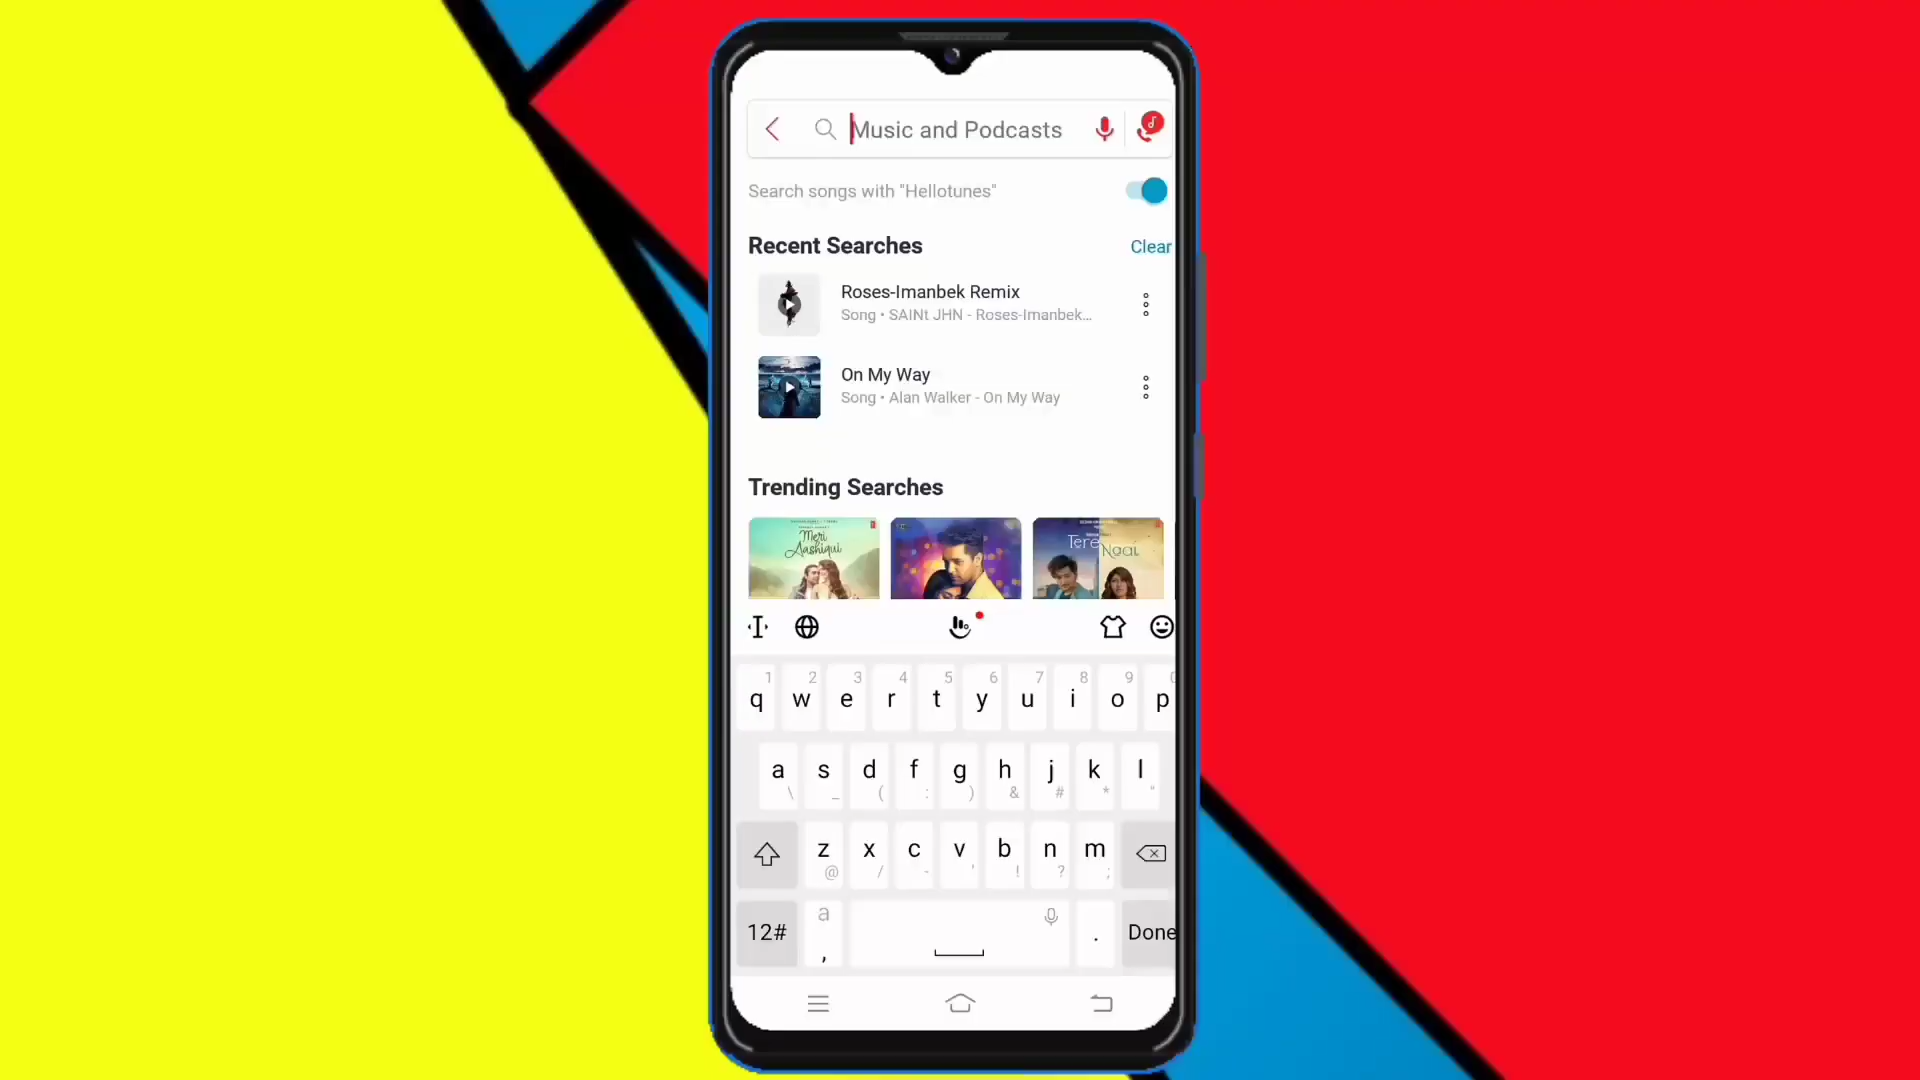 Music and Podcasts
Search songs with "Hellotunes"
Recent Searches
Clear
Roses-Imanbek Remix
Song • SAINt JHN - Roses-Imanbek...
On My Way
Song • Alan Walker - On My Way
Trending Searches
Meri
Aashiqui
Tere Naal
1 2 3 4 5 6 7 8 9
q w e r t y u i o p
a s d f g h j k l
\ _ ( : ) & # * "
z x c v b n m
@ / - ' ! ? ;
12# a , . Done